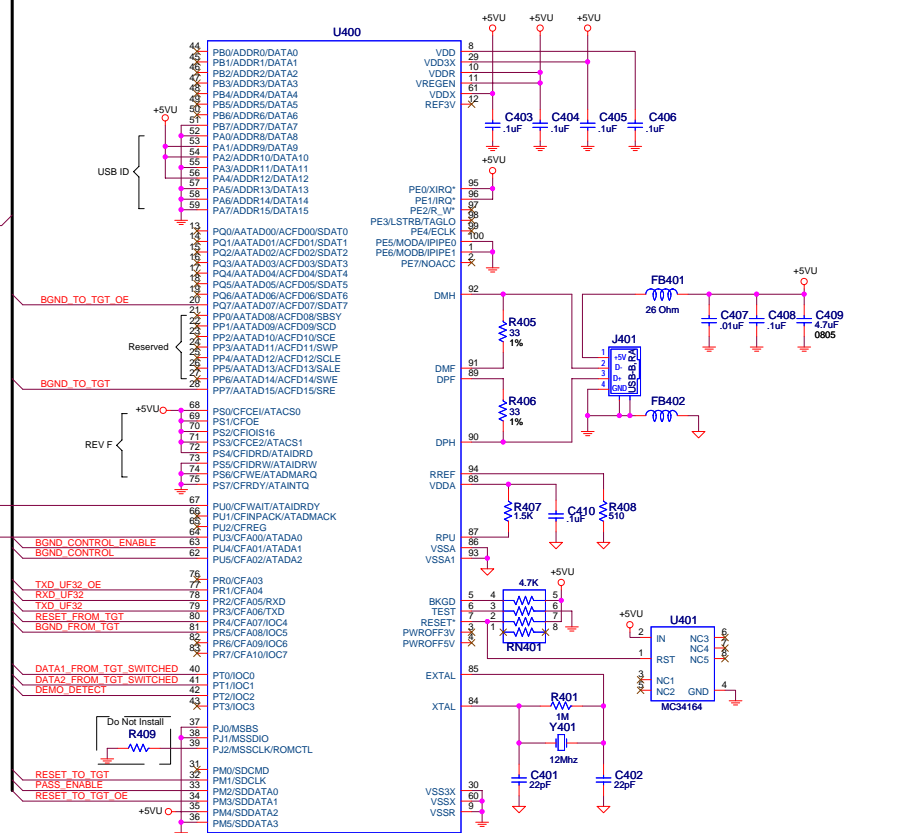 U400
+5VU
+5VU
+5VU
44 PB0/ADDR0/DATA0
45 PB1/ADDR1/DATA1
46 PB2/ADDR2/DATA2
47 PB3/ADDR3/DATA3
48 PB4/ADDR4/DATA4
49 PB5/ADDR5/DATA5
50 PB6/ADDR6/DATA6
51 PB7/ADDR7/DATA7
52 PA0/ADDR8/DATA8
53 PA1/ADDR9/DATA9
54 PA2/ADDR10/DATA10
55 PA3/ADDR11/DATA11
56 PA4/ADDR12/DATA12
57 PA5/ADDR13/DATA13
58 PA6/ADDR14/DATA14
59 PA7/ADDR15/DATA15
+5VU
USB ID
13 PQ0/AATAD00/ACFD00/SDAT0
14 PQ1/AATAD01/ACFD01/SDAT1
15 PQ2/AATAD02/ACFD02/SDAT2
16 PQ3/AATAD03/ACFD03/SDAT3
17 PQ4/AATAD04/ACFD04/SDAT4
18 PQ5/AATAD05/ACFD05/SDAT5
19 PQ6/AATAD06/ACFD06/SDAT6
BGND_TO_TGT_OE 20 PQ7/AATAD07/ACFD07/SDAT7
21 PP0/AATAD08/ACFD08/SBSY
22 PP1/AATAD09/ACFD09/SCD
23 PP2/AATAD10/ACFD10/SCE
24 PP3/AATAD11/ACFD11/SWP
25 PP4/AATAD12/ACFD12/SCLE
26 PP5/AATAD13/ACFD13/SALE
27 PP6/AATAD14/ACFD14/SWE
Reserved
BGND_TO_TGT 28 PP7/AATAD15/ACFD15/SRE
+5VU 68 PS0/CFCEI/ATACS0
69 PS1/CFOE
70 PS2/CFIOIS16
71 PS3/CFCE2/ATACS1
72 PS4/CFIDRD/ATAIDRD
73 PS5/CFIDRW/ATAIDRW
74 PS6/CFWE/ATADMARQ
75 PS7/CFRDY/ATAINTQ
REV F
67 PU0/CFWAIT/ATAIDRDY
66 PU1/CFINPACK/ATADMACK
65 PU2/CFREG
64 PU3/CFA00/ATADA0
BGND_CONTROL_ENABLE 63 PU4/CFA01/ATADA1
BGND_CONTROL 62 PU5/CFA02/ATADA2
76 PR0/CFA03
TXD_UF32_OE 77 PR1/CFA04
RXD_UF32 78 PR2/CFA05/RXD
TXD_UF32 79 PR3/CFA06/TXD
RESET_FROM_TGT 80 PR4/CFA07/IOC4
BGND_FROM_TGT 81 PR5/CFA08/IOC5
82 PR6/CFA09/IOC6
83 PR7/CFA10/IOC7
DATA1_FROM_TGT_SWITCHED 40 PT0/IOC0
DATA2_FROM_TGT_SWITCHED 41 PT1/IOC1
DEMO_DETECT 42 PT2/IOC2
43 PT3/IOC3
Do Not Install
R409
37 PJ0/MSBS
38 PJ1/MSSDIO
39 PJ2/MSSCLK/ROMCTL
31 PM0/SDCMD
RESET_TO_TGT 32 PM1/SDCLK
PASS_ENABLE 33 PM2/SDDATA0
RESET_TO_TGT_OE 34 PM3/SDDATA1
+5VU 35 PM4/SDDATA2
36 PM5/SDDATA3
VDD 8
VDD3X 29
VDDR 10
VREGEN 11
VDDX 61
REF3V 12
C403 .1uF
C404 .1uF
C405 .1uF
C406 .1uF
+5VU
PE0/XIRQ* 95
PE1/IRQ* 96
PE2/R_W* 97
PE3/LSTRB/TAGLO 98
PE4/ECLK 99
PE5/MODA/IPIPE0 100
PE6/MODB/IPIPE1 1
PE7/NOACC 2
DMH 92
R405
33
1%
DMF 91
DPF 89
R406
33
1%
DPH 90
FB401
26 Ohm
+5VU
C407 .01uF
C408 .1uF
C409 4.7uF 0805
J401
1 +5V
2 D-
3 D+
4 GND
USB-B, RA
FB402
RREF 94
VDDA 88
R407 1.5K
C410 .1uF
R408 510
RPU 87
VSSA 86
VSSA1 93
+5VU
4.7K
BKGD 5 4 5
TEST 6 3 6
RESET* 7 2 7
PWROFF3V 3 1 8
PWROFF5V 4
RN401
+5VU
U401
2 IN NC3 6
NC4 7
1 RST NC5 8
3 NC1
5 NC2 GND 4
MC34164
EXTAL 85
XTAL 84
R401
1M
Y401
12Mhz
C401 22pF
C402 22pF
VSS3X 30
VSSX 60
VSSR 9